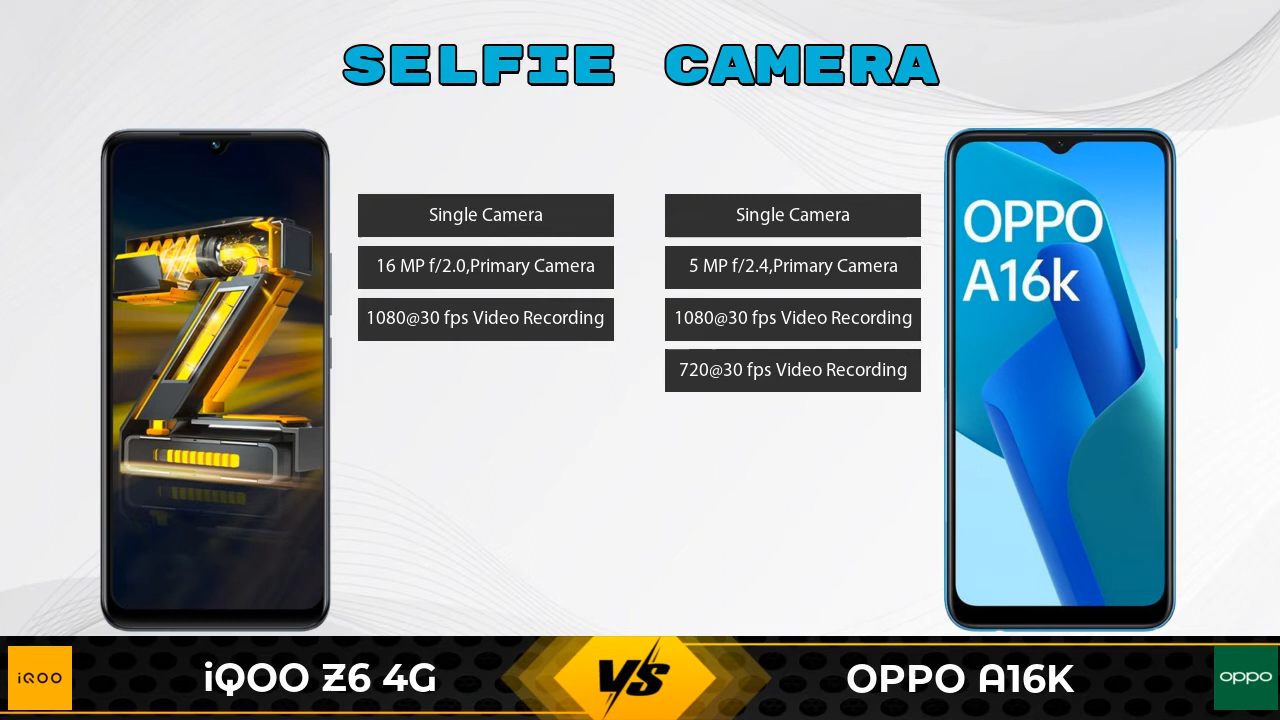 SELFIE CAMERA
Single Camera
16 MP f/2.0,Primary Camera
1080@30 fps Video Recording
Single Camera
5 MP f/2.4,Primary Camera
1080@30 fps Video Recording
720@30 fps Video Recording
OPPO
A16k
iQOO
iQOO Z6 4G
VS
OPPO A16K
oppo